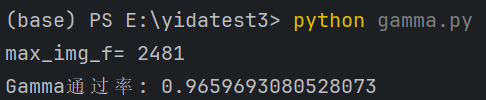 (base) PS E:\yidatest3> python gamma.py
max_img_f= 2481
Gamma通过率: 0.9659693080528073